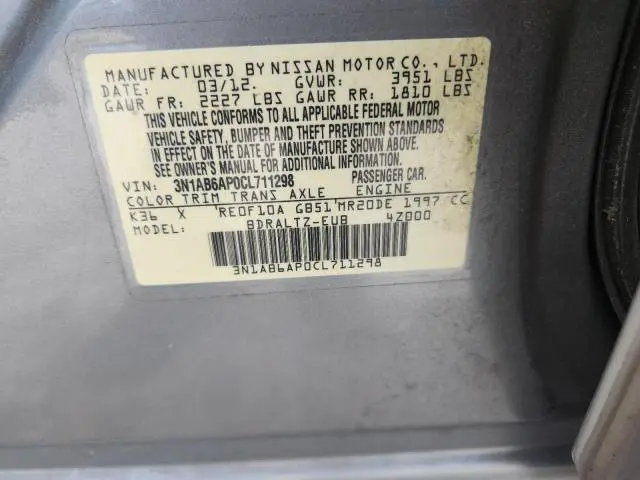 MANUFACTURED BY NISSAN MOTOR CO., LTD.
DATE: 03/12. GVWR: 3951 LBS
GAWR FR: 2227 LBS GAWR RR: 1810 LBS
THIS VEHICLE CONFORMS TO ALL APPLICABLE FEDERAL MOTOR
VEHICLE SAFETY, BUMPER AND THEFT PREVENTION STANDARDS
IN EFFECT ON THE DATE OF MANUFACTURE SHOWN ABOVE.
SEE OWNER'S MANUAL FOR ADDITIONAL INFORMATION.
VIN: 3N1AB6AP0CL711298 PASSENGER CAR.
COLOR TRIM TRANS AXLE ENGINE
K36 X RE0F10A GB51 MR20DE 1997 CC
MODEL: BDRALTZ-EUB 4Z000
3N1AB6AP0CL711298